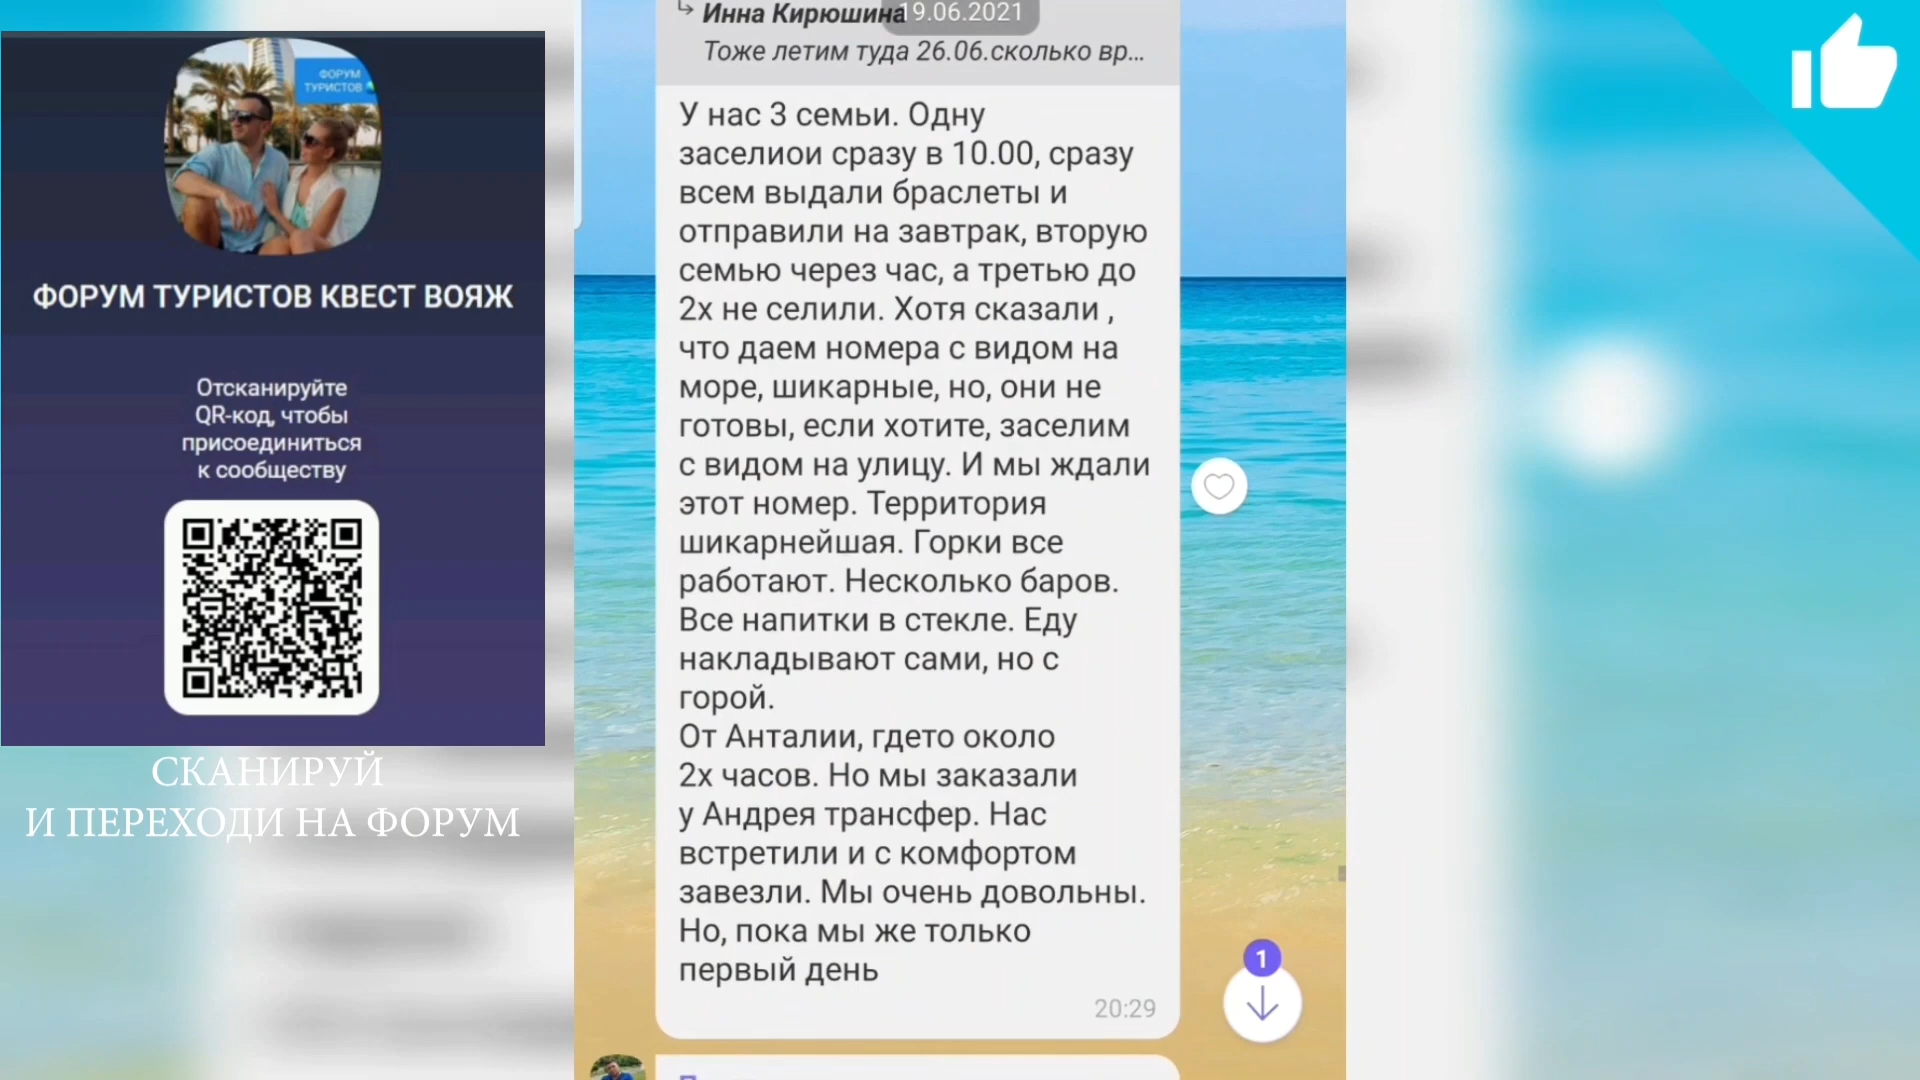 ФОРУМ
ТУРИСТОВ
ФОРУМ ТУРИСТОВ КВЕСТ ВОЯЖ
Отсканируйте
QR-код, чтобы
присоединиться
к сообществу
СКАНИРУЙ
И ПЕРЕХОДИ НА ФОРУМ
19.06.2021
Инна Кирюшина
Тоже летим туда 26.06.сколько вр...
У нас 3 семьи. Одну
заселиои сразу в 10.00, сразу
всем выдали браслеты и
отправили на завтрак, вторую
семью через час, а третью до
2х не селили. Хотя сказали ,
что даем номера с видом на
море, шикарные, но, они не
готовы, если хотите, заселим
с видом на улицу. И мы ждали
этот номер. Территория
шикарнейшая. Горки все
работают. Несколько баров.
Все напитки в стекле. Еду
накладывают сами, но с
горой.
От Анталии, гдето около
2х часов. Но мы заказали
у Андрея трансфер. Нас
встретили и с комфортом
завезли. Мы очень довольны.
Но, пока мы же только
первый день
20:29
1